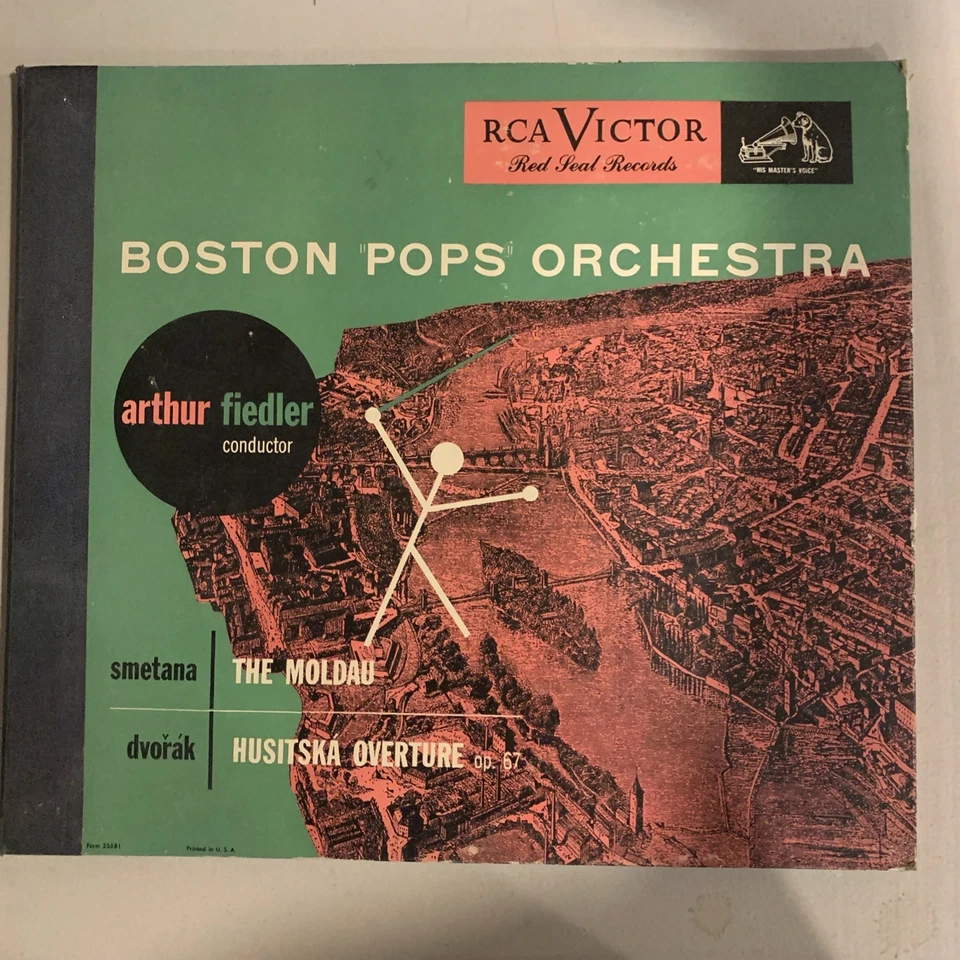 RCA VICTOR
Red Seal Records
"HIS MASTER'S VOICE"
BOSTON "POPS" ORCHESTRA
arthur fiedler
conductor
smetana THE MOLDAU
dvořák HUSITSKÁ OVERTURE op. 67
Printed in U. S. A.